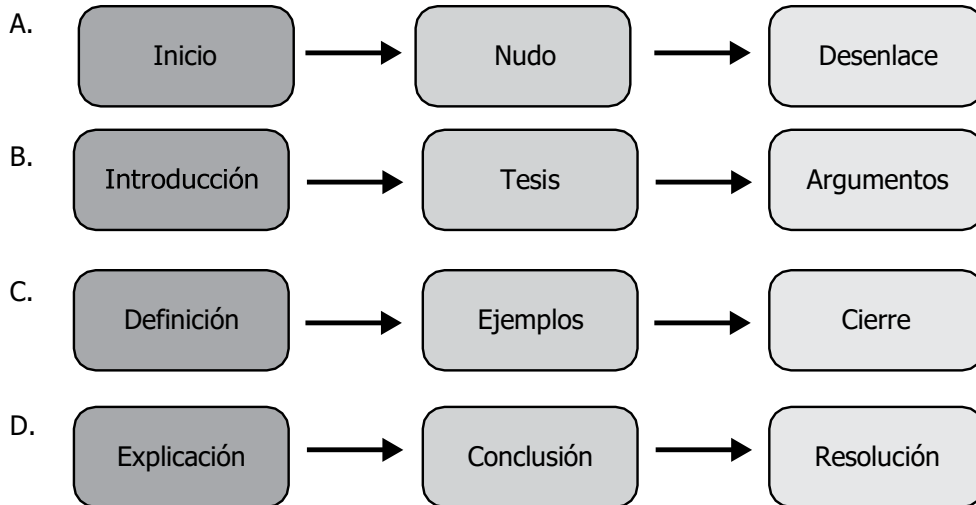 A.
Inicio Nudo Desenlace
B.
Introducción Tesis Argumentos
C.
Definición Ejemplos Cierre
D.
Explicación Conclusión Resolución